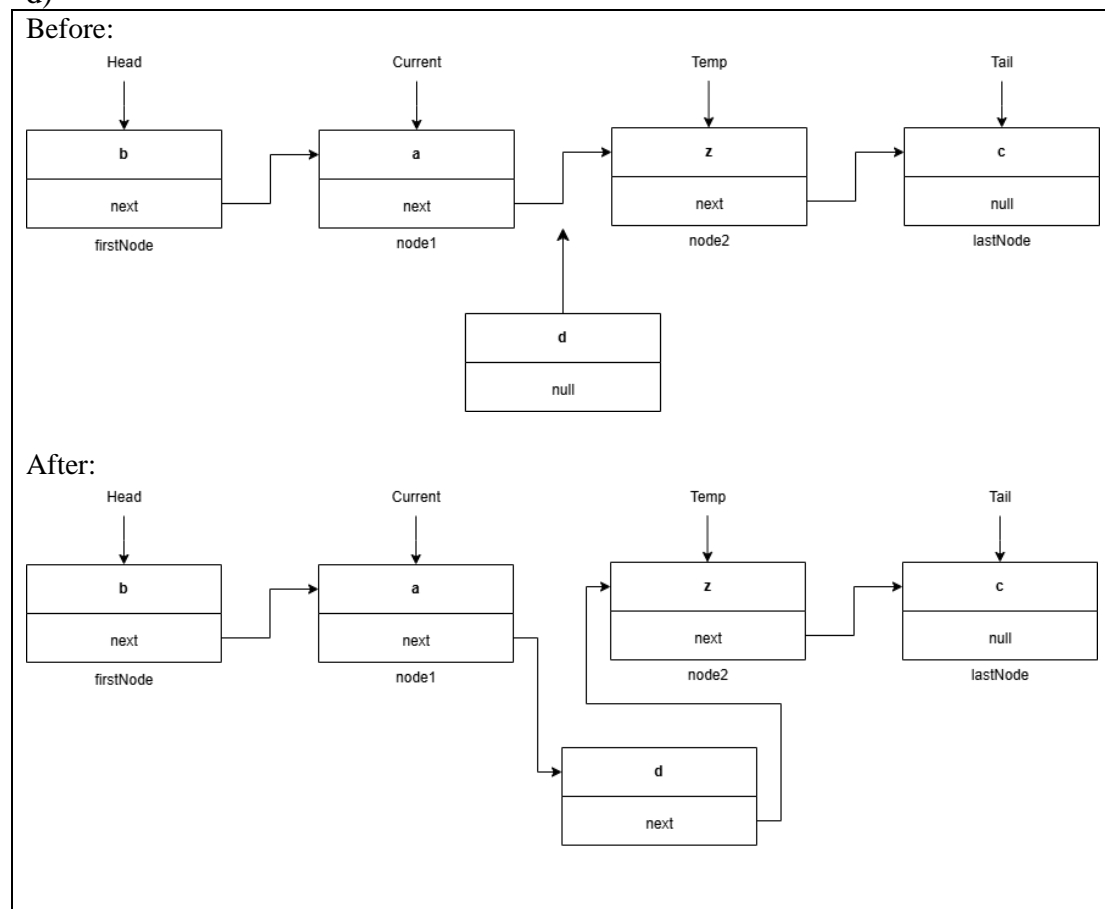 d)
Before:
Head Current Temp Tail
b a z c
next next next null
firstNode node1 node2 lastNode
d
null
After:
Head Current Temp Tail
b a z c
next next next null
firstNode node1 node2 lastNode
d
next